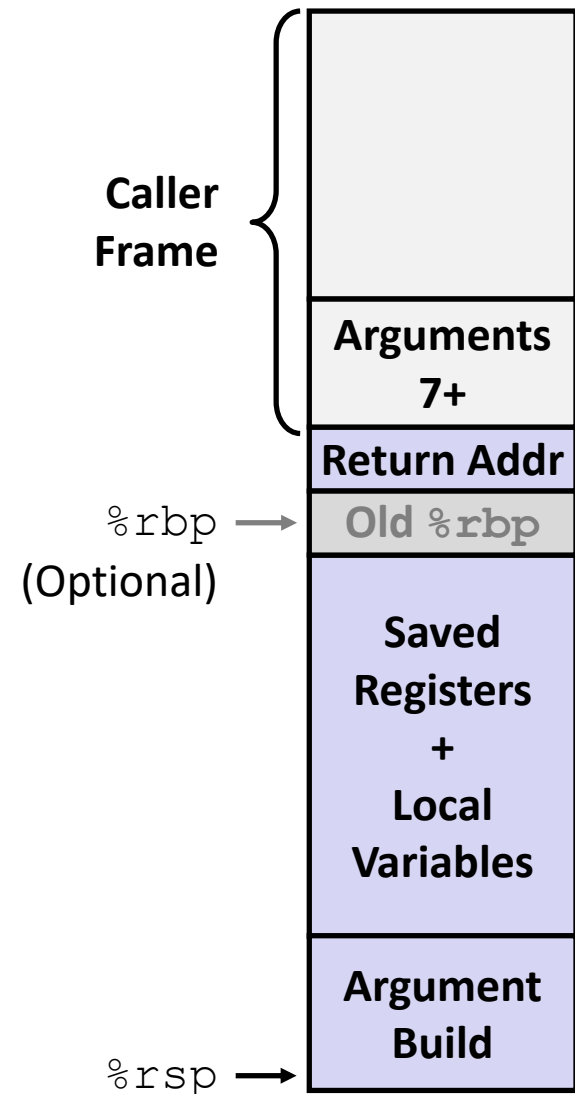 Caller
Frame
Arguments
7+
Return Addr
%rbp
(Optional)
Old %rbp
Saved
Registers
+
Local
Variables
Argument
Build
%rsp